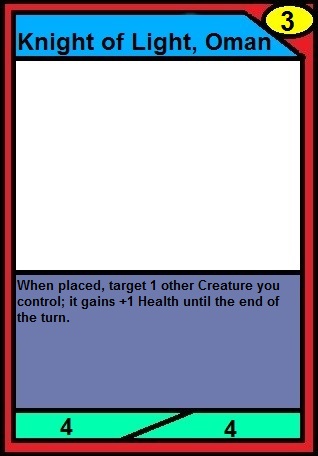 Knight of Light, Oman
3
When placed, target 1 other Creature you
control; it gains +1 Health until the end of
the turn.
4
4